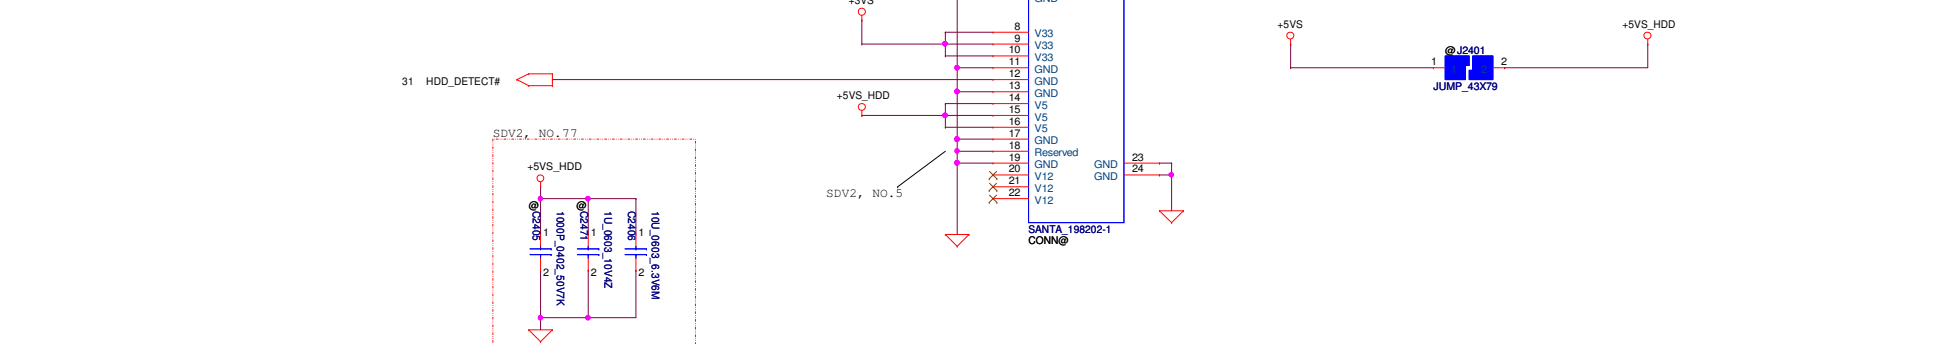 +3VS
GND
8 V33
9 V33
10 V33
11 GND
12 GND
13 GND
14 V5
15 V5
16 V5
17 GND
18 Reserved
19 GND
20 V12
21 V12
22 V12
GND 23
GND 24
SANTA_198202-1
CONN@
31 HDD_DETECT#
+5VS_HDD
SDV2, NO.5
SDV2, NO.77
+5VS_HDD
@C2405
1
2
1000P_0402_50V7K
@C2471
1
2
1U_0603_10V4Z
C2406
1
2
10U_0603_6.3V6M
+5VS
+5VS_HDD
@J2401
1
2
JUMP_43X79